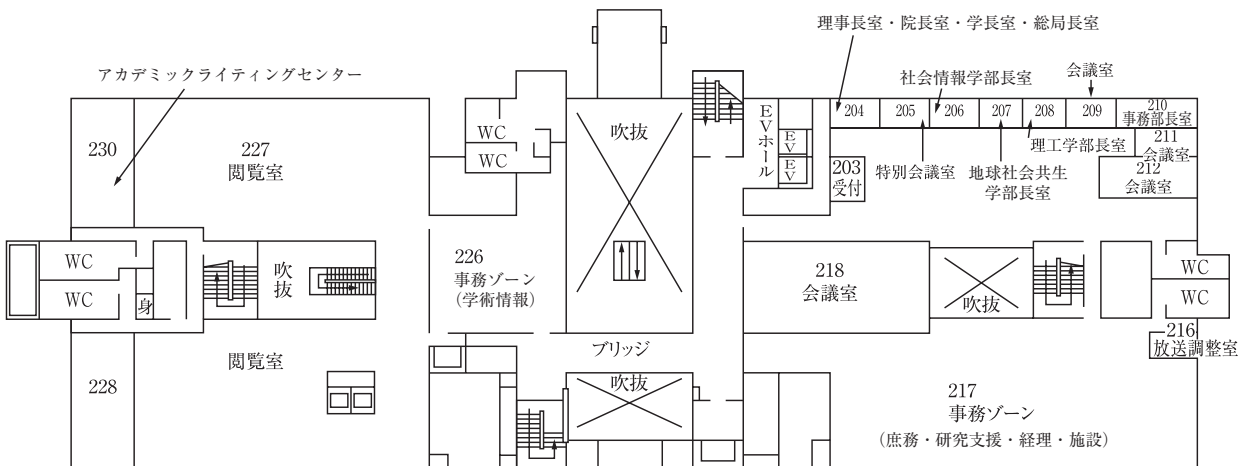 理事長室・院長室・学長室・総局長室
アカデミックライティングセンター
社会情報学部長室
会議室
204
205
206
207
208
209
210
事務部長室
吹抜
EVホール
EV
EV
WC
WC
230
227
閲覧室
理工学部長室
211
会議室
203
受付
特別会議室
地球社会共生
学部長室
212
会議室
WC
WC
身
吹抜
226
事務ゾーン
(学術情報)
218
会議室
吹抜
WC
WC
216
放送調整室
ブリッジ
閲覧室
228
吹抜
217
事務ゾーン
(庶務・研究支援・経理・施設)